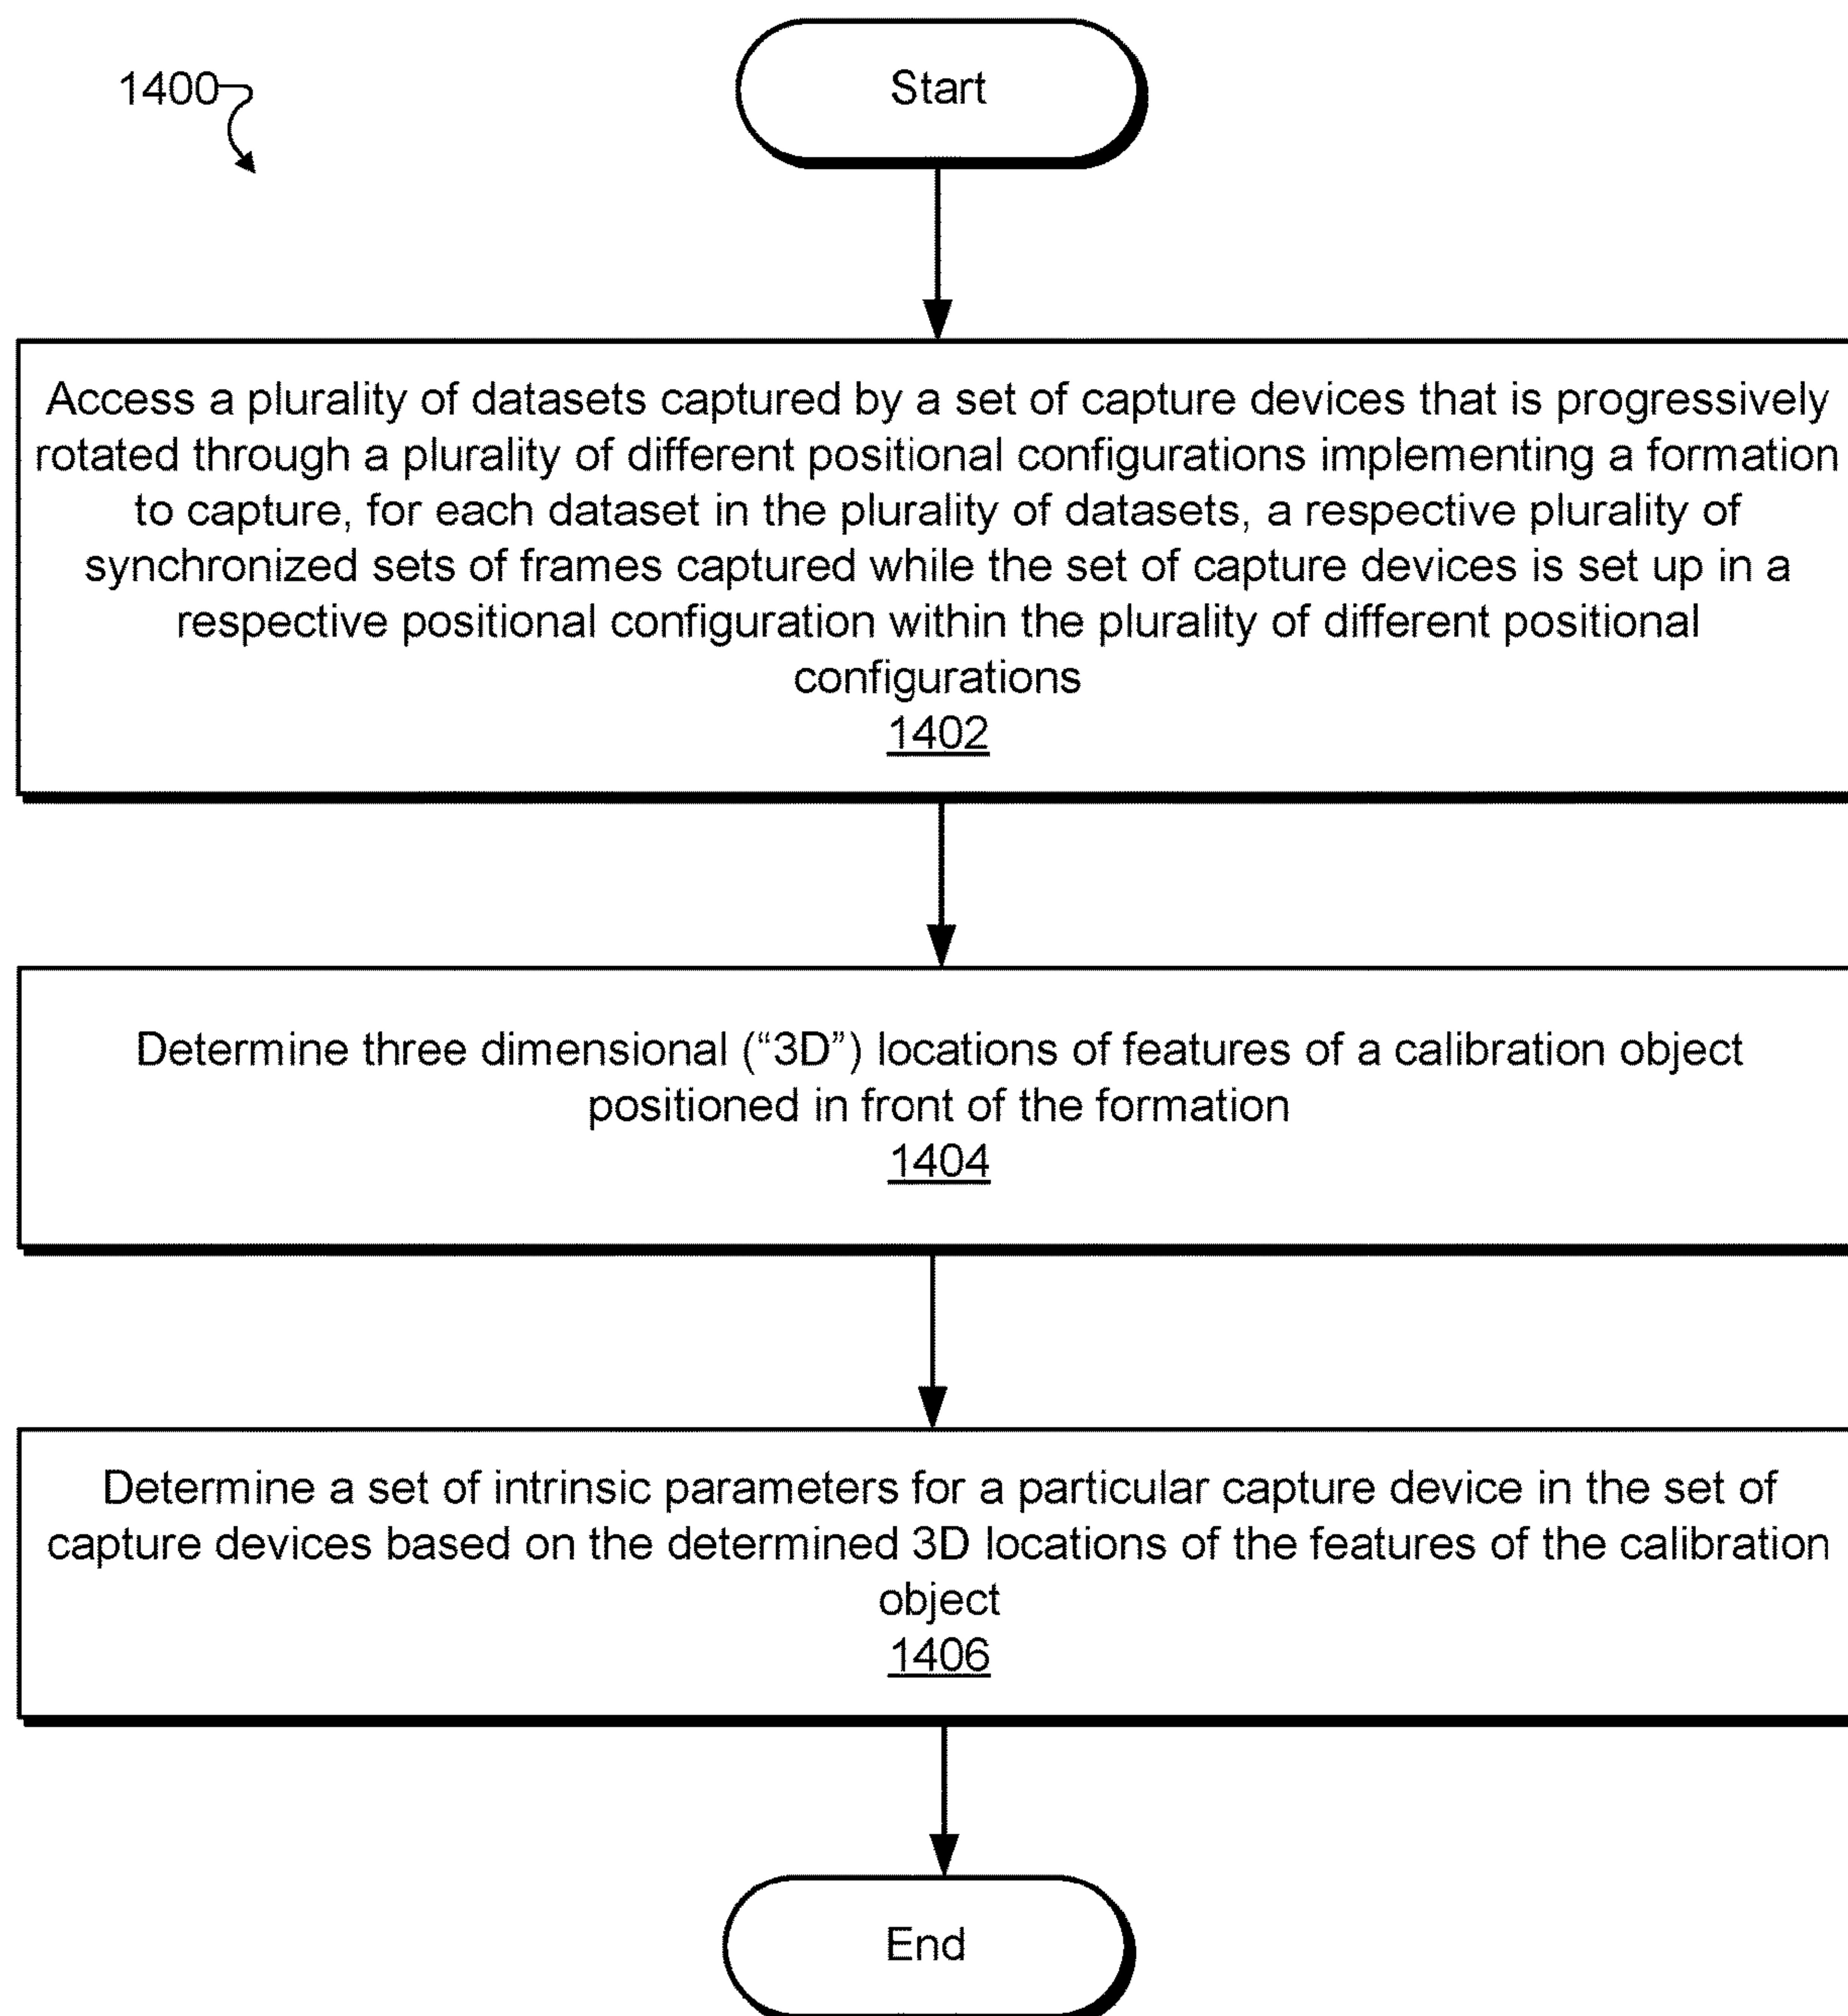 1400
Start
Access a plurality of datasets captured by a set of capture devices that is progressively
rotated through a plurality of different positional configurations implementing a formation
to capture, for each dataset in the plurality of datasets, a respective plurality of
synchronized sets of frames captured while the set of capture devices is set up in a
respective positional configuration within the plurality of different positional
configurations
1402
Determine three dimensional (“3D”) locations of features of a calibration object
positioned in front of the formation
1404
Determine a set of intrinsic parameters for a particular capture device in the set of
capture devices based on the determined 3D locations of the features of the calibration
object
1406
End